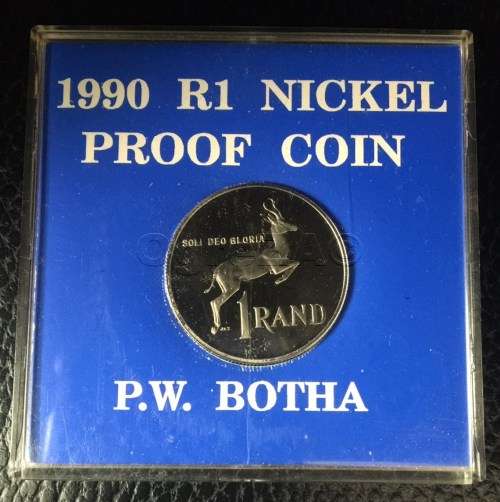 1990 R1 NICKEL
PROOF COIN
SOLI DEO GLORIA
1 RAND
P.W. BOTHA